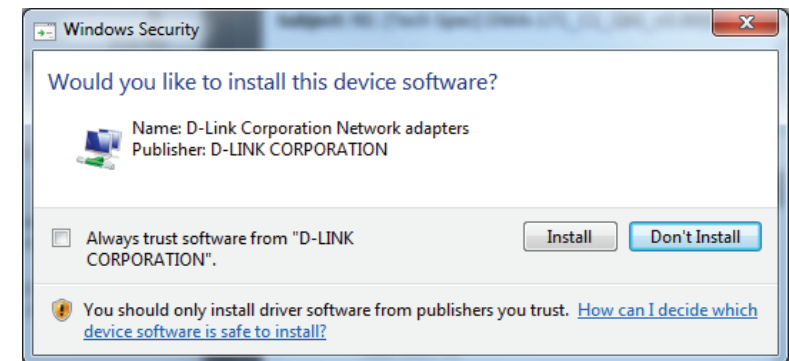 Windows Security
Would you like to install this device software?
Name: D-Link Corporation Network adapters
Publisher: D-LINK CORPORATION
Always trust software from "D-LINK
CORPORATION".
Install
Don't Install
You should only install driver software from publishers you trust. How can I decide which
device software is safe to install?